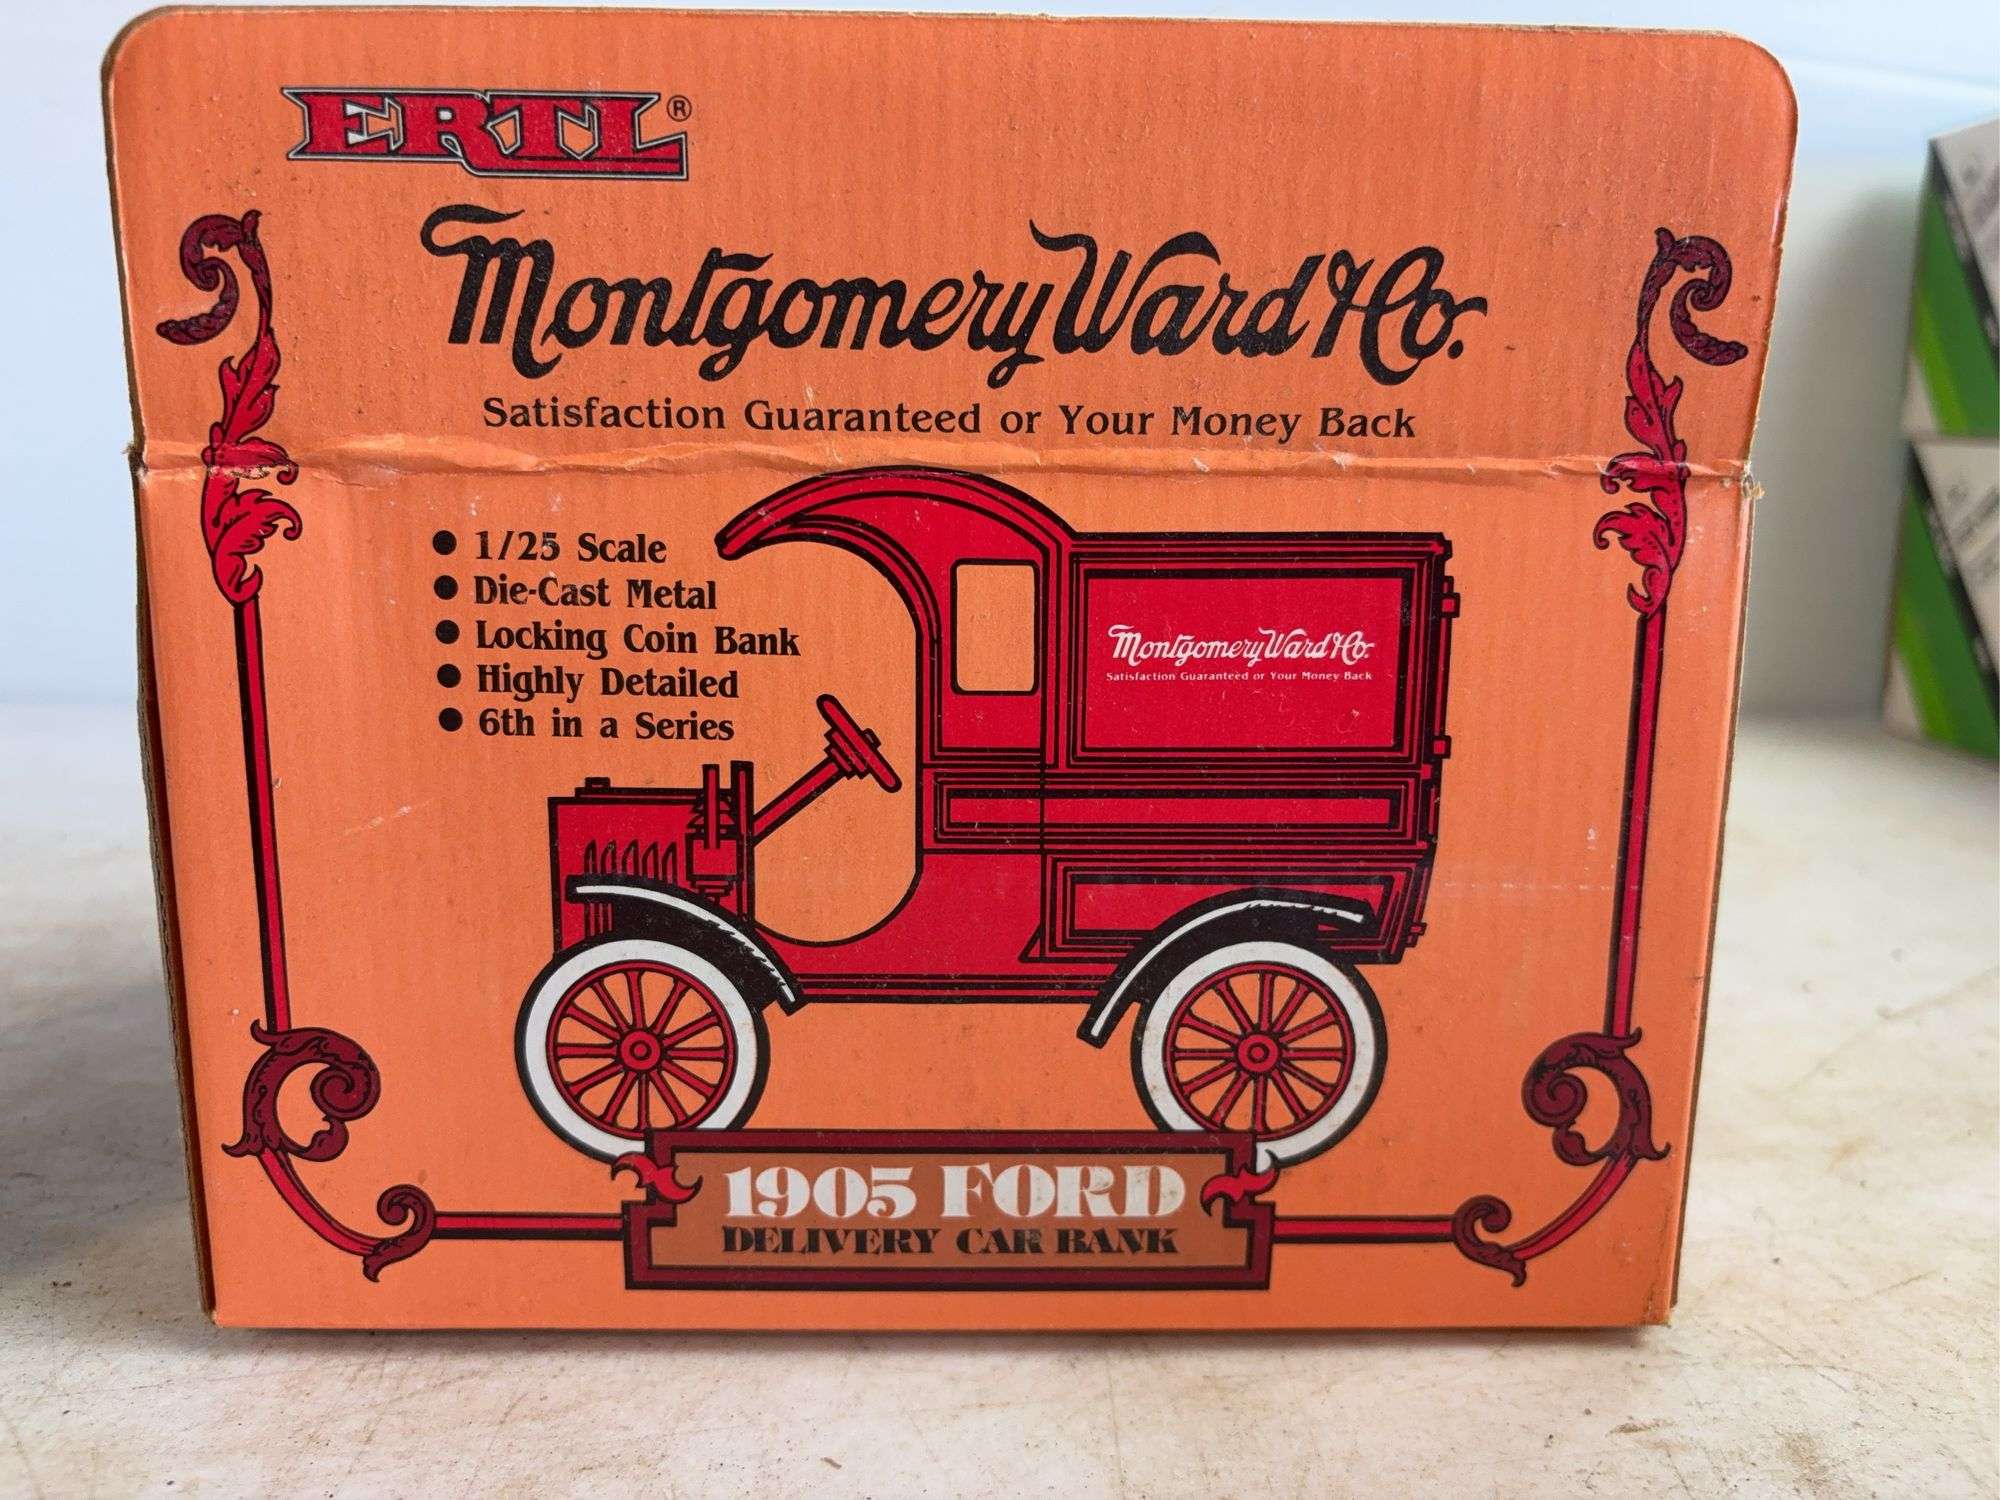 ERTL®
Montgomery Ward & Co.
Satisfaction Guaranteed or Your Money Back
● 1/25 Scale
● Die-Cast Metal
● Locking Coin Bank
● Highly Detailed
● 6th in a Series
Montgomery Ward & Co.
Satisfaction Guaranteed or Your Money Back
1905 FORD
DELIVERY CAR BANK